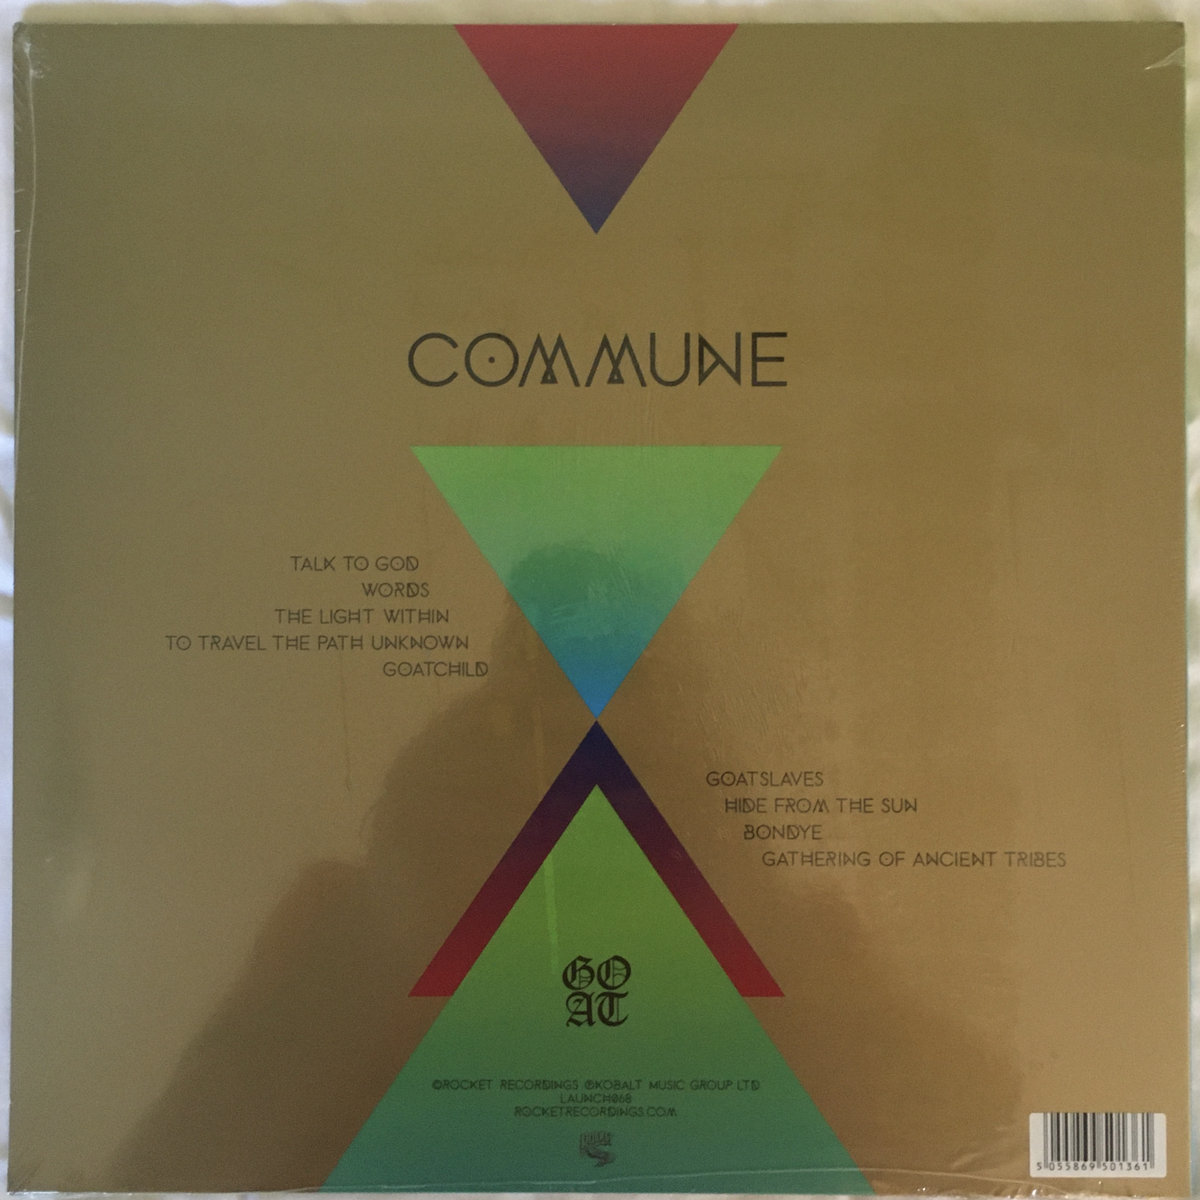 COMMUNE
TALK TO GOD
WORDS
THE LIGHT WITHIN
TO TRAVEL THE PATH UNKNOWN
GOATCHILD
GOATSLAVES
HIDE FROM THE SUN
BONDYE
GATHERING OF ANCIENT TRIBES
GO
AT
©ROCKET RECORDINGS ℗KOBALT MUSIC GROUP LTD
LAUNCH068
ROCKETRECORDINGS.COM
5 055869 501361